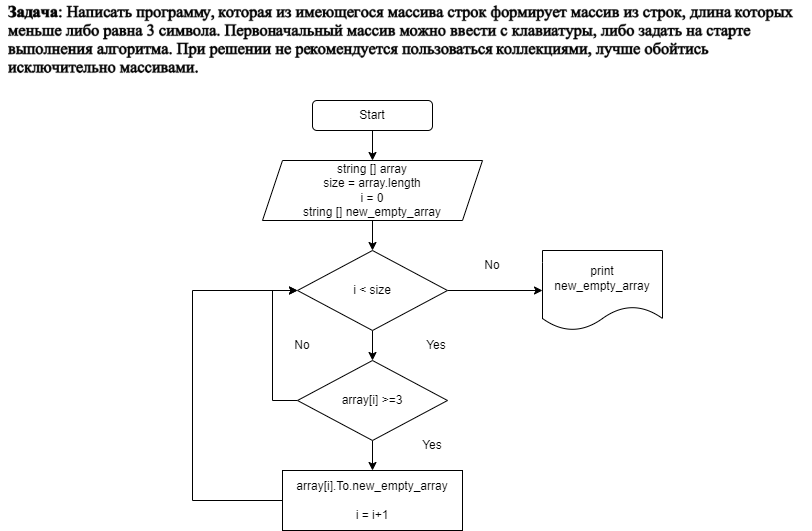 Задача: Написать программу, которая из имеющегося массива строк формирует массив из строк, длина которых
меньше либо равна 3 символа. Первоначальный массив можно ввести с клавиатуры, либо задать на старте
выполнения алгоритма. При решении не рекомендуется пользоваться коллекциями, лучше обойтись
исключительно массивами.
Start
string [] array
size = array.length
i = 0
string [] new_empty_array
i < size
No
print
new_empty_array
No
Yes
array[i] >=3
Yes
array[i].To.new_empty_array
i = i+1